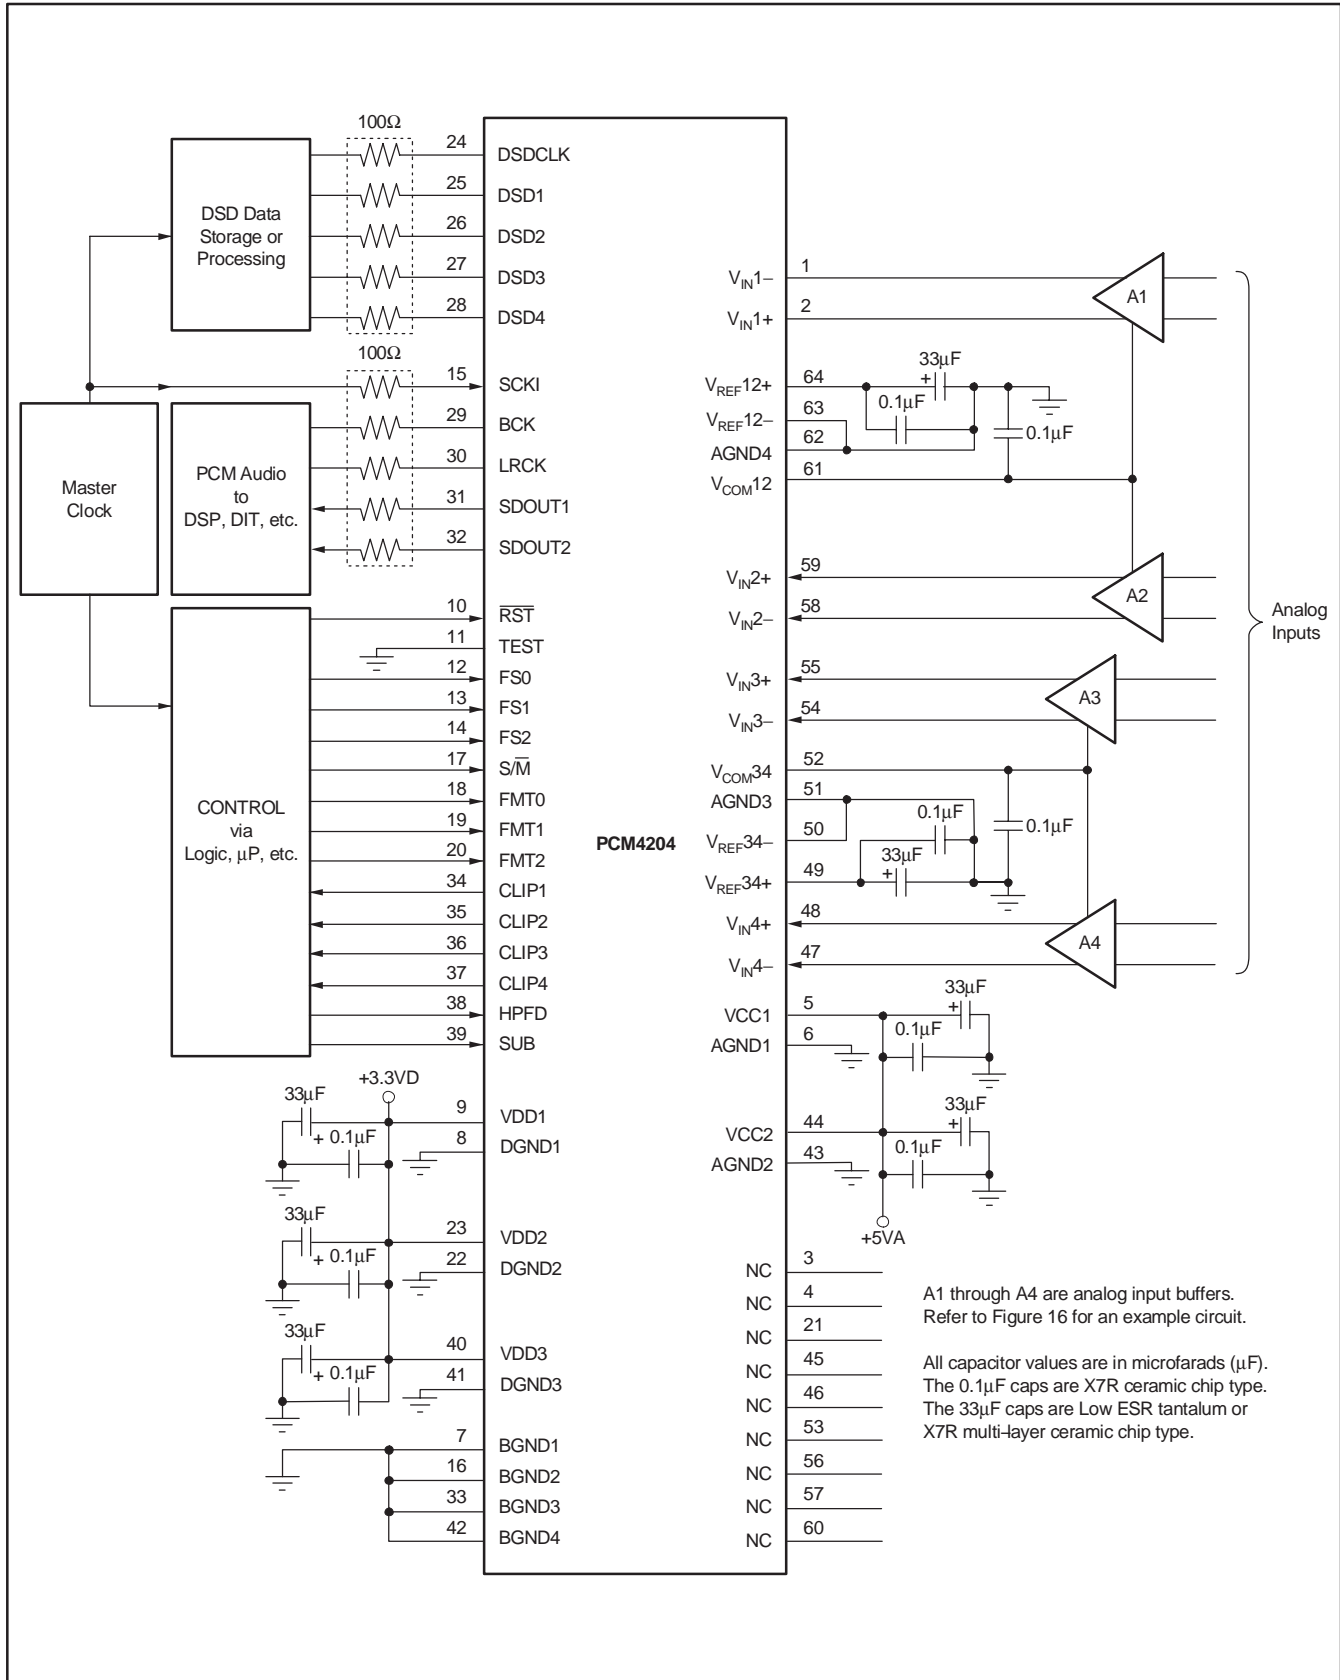 100Ω
DSD Data
Storage or
Processing
24 DSDCLK
25 DSD1
26 DSD2
27 DSD3
28 DSD4
100Ω
15 SCKI
29 BCK
30 LRCK
31 SDOUT1
32 SDOUT2
Master
Clock
PCM Audio
to
DSP, DIT, etc.
CONTROL
via
Logic, μP, etc.
10 R̅S̅T̅
11 TEST
12 FS0
13 FS1
14 FS2
17 S/M̅
18 FMT0
19 FMT1
20 FMT2
34 CLIP1
35 CLIP2
36 CLIP3
37 CLIP4
38 HPFD
39 SUB
+3.3VD
33μF
+ 0.1μF
9 VDD1
8 DGND1
33μF
+ 0.1μF
23 VDD2
22 DGND2
33μF
+ 0.1μF
40 VDD3
41 DGND3
7 BGND1
16 BGND2
33 BGND3
42 BGND4
PCM4204
VIN1− 1
VIN1+ 2
A1
VREF12+ 64
VREF12− 63
AGND4 62
VCOM12 61
33μF
+
0.1μF
0.1μF
VIN2+ 59
VIN2− 58
A2
Analog
Inputs
VIN3+ 55
VIN3− 54
A3
VCOM34 52
AGND3 51
VREF34− 50
VREF34+ 49
0.1μF
0.1μF
33μF
+
VIN4+ 48
VIN4− 47
A4
VCC1 5
AGND1 6
33μF
+
0.1μF
VCC2 44
AGND2 43
33μF
+
0.1μF
+5VA
NC 3
NC 4
NC 21
NC 45
NC 46
NC 53
NC 56
NC 57
NC 60
A1 through A4 are analog input buffers.
Refer to Figure 16 for an example circuit.
All capacitor values are in microfarads (μF).
The 0.1μF caps are X7R ceramic chip type.
The 33μF caps are Low ESR tantalum or
X7R multi-layer ceramic chip type.